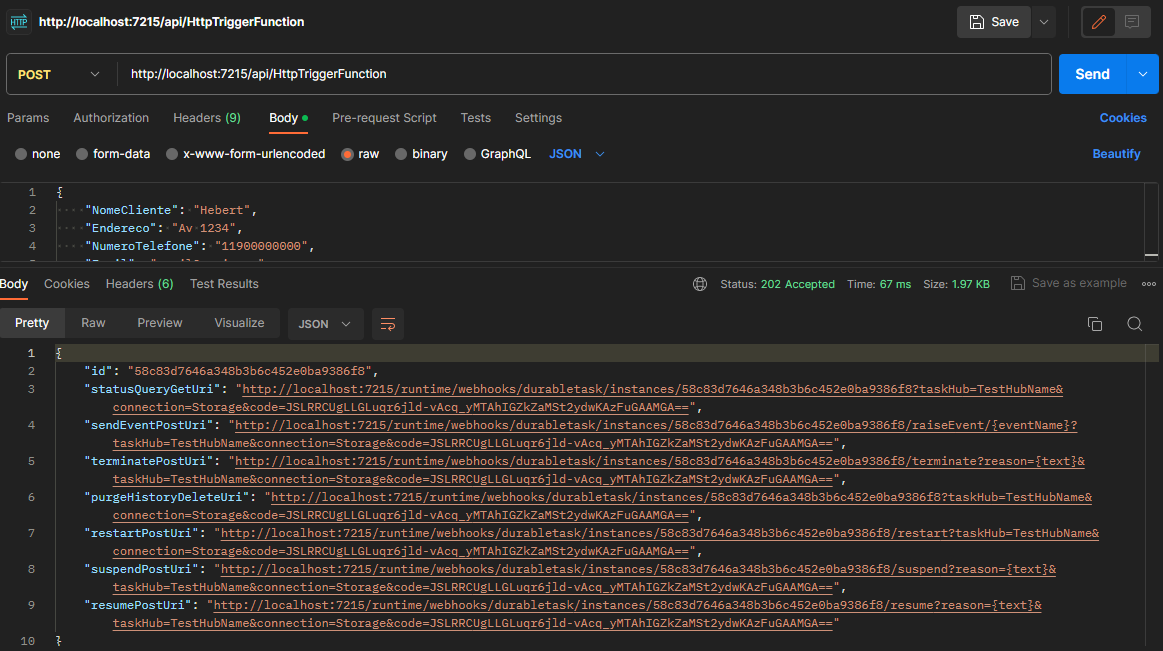 HTTP http://localhost:7215/api/HttpTriggerFunction Save
POST http://localhost:7215/api/HttpTriggerFunction Send
Params Authorization Headers (9) Body Pre-request Script Tests Settings Cookies
none form-data x-www-form-urlencoded raw binary GraphQL JSON Beautify
1 {
2 ····"NomeCliente":·"Hebert",
3 ····"Endereco":·"Av·1234",
4 ····"NumeroTelefone":·"11900000000",
Body Cookies Headers (6) Test Results Status: 202 Accepted Time: 67 ms Size: 1.97 KB Save as example
Pretty Raw Preview Visualize JSON
1 {
2 "id": "58c83d7646a348b3b6c452e0ba9386f8",
3 "statusQueryGetUri": "http://localhost:7215/runtime/webhooks/durabletask/instances/58c83d7646a348b3b6c452e0ba9386f8?taskHub=TestHubName&
connection=Storage&code=JSLRRCUgLLGLuqr6jld-vAcq_yMTAhIGZkZaMSt2ydwKAzFuGAAMGA==",
4 "sendEventPostUri": "http://localhost:7215/runtime/webhooks/durabletask/instances/58c83d7646a348b3b6c452e0ba9386f8/raiseEvent/{eventName}?
taskHub=TestHubName&connection=Storage&code=JSLRRCUgLLGLuqr6jld-vAcq_yMTAhIGZkZaMSt2ydwKAzFuGAAMGA==",
5 "terminatePostUri": "http://localhost:7215/runtime/webhooks/durabletask/instances/58c83d7646a348b3b6c452e0ba9386f8/terminate?reason={text}&
taskHub=TestHubName&connection=Storage&code=JSLRRCUgLLGLuqr6jld-vAcq_yMTAhIGZkZaMSt2ydwKAzFuGAAMGA==",
6 "purgeHistoryDeleteUri": "http://localhost:7215/runtime/webhooks/durabletask/instances/58c83d7646a348b3b6c452e0ba9386f8?taskHub=TestHubName&
connection=Storage&code=JSLRRCUgLLGLuqr6jld-vAcq_yMTAhIGZkZaMSt2ydwKAzFuGAAMGA==",
7 "restartPostUri": "http://localhost:7215/runtime/webhooks/durabletask/instances/58c83d7646a348b3b6c452e0ba9386f8/restart?taskHub=TestHubName&
connection=Storage&code=JSLRRCUgLLGLuqr6jld-vAcq_yMTAhIGZkZaMSt2ydwKAzFuGAAMGA==",
8 "suspendPostUri": "http://localhost:7215/runtime/webhooks/durabletask/instances/58c83d7646a348b3b6c452e0ba9386f8/suspend?reason={text}&
taskHub=TestHubName&connection=Storage&code=JSLRRCUgLLGLuqr6jld-vAcq_yMTAhIGZkZaMSt2ydwKAzFuGAAMGA==",
9 "resumePostUri": "http://localhost:7215/runtime/webhooks/durabletask/instances/58c83d7646a348b3b6c452e0ba9386f8/resume?reason={text}&
taskHub=TestHubName&connection=Storage&code=JSLRRCUgLLGLuqr6jld-vAcq_yMTAhIGZkZaMSt2ydwKAzFuGAAMGA=="
10 }